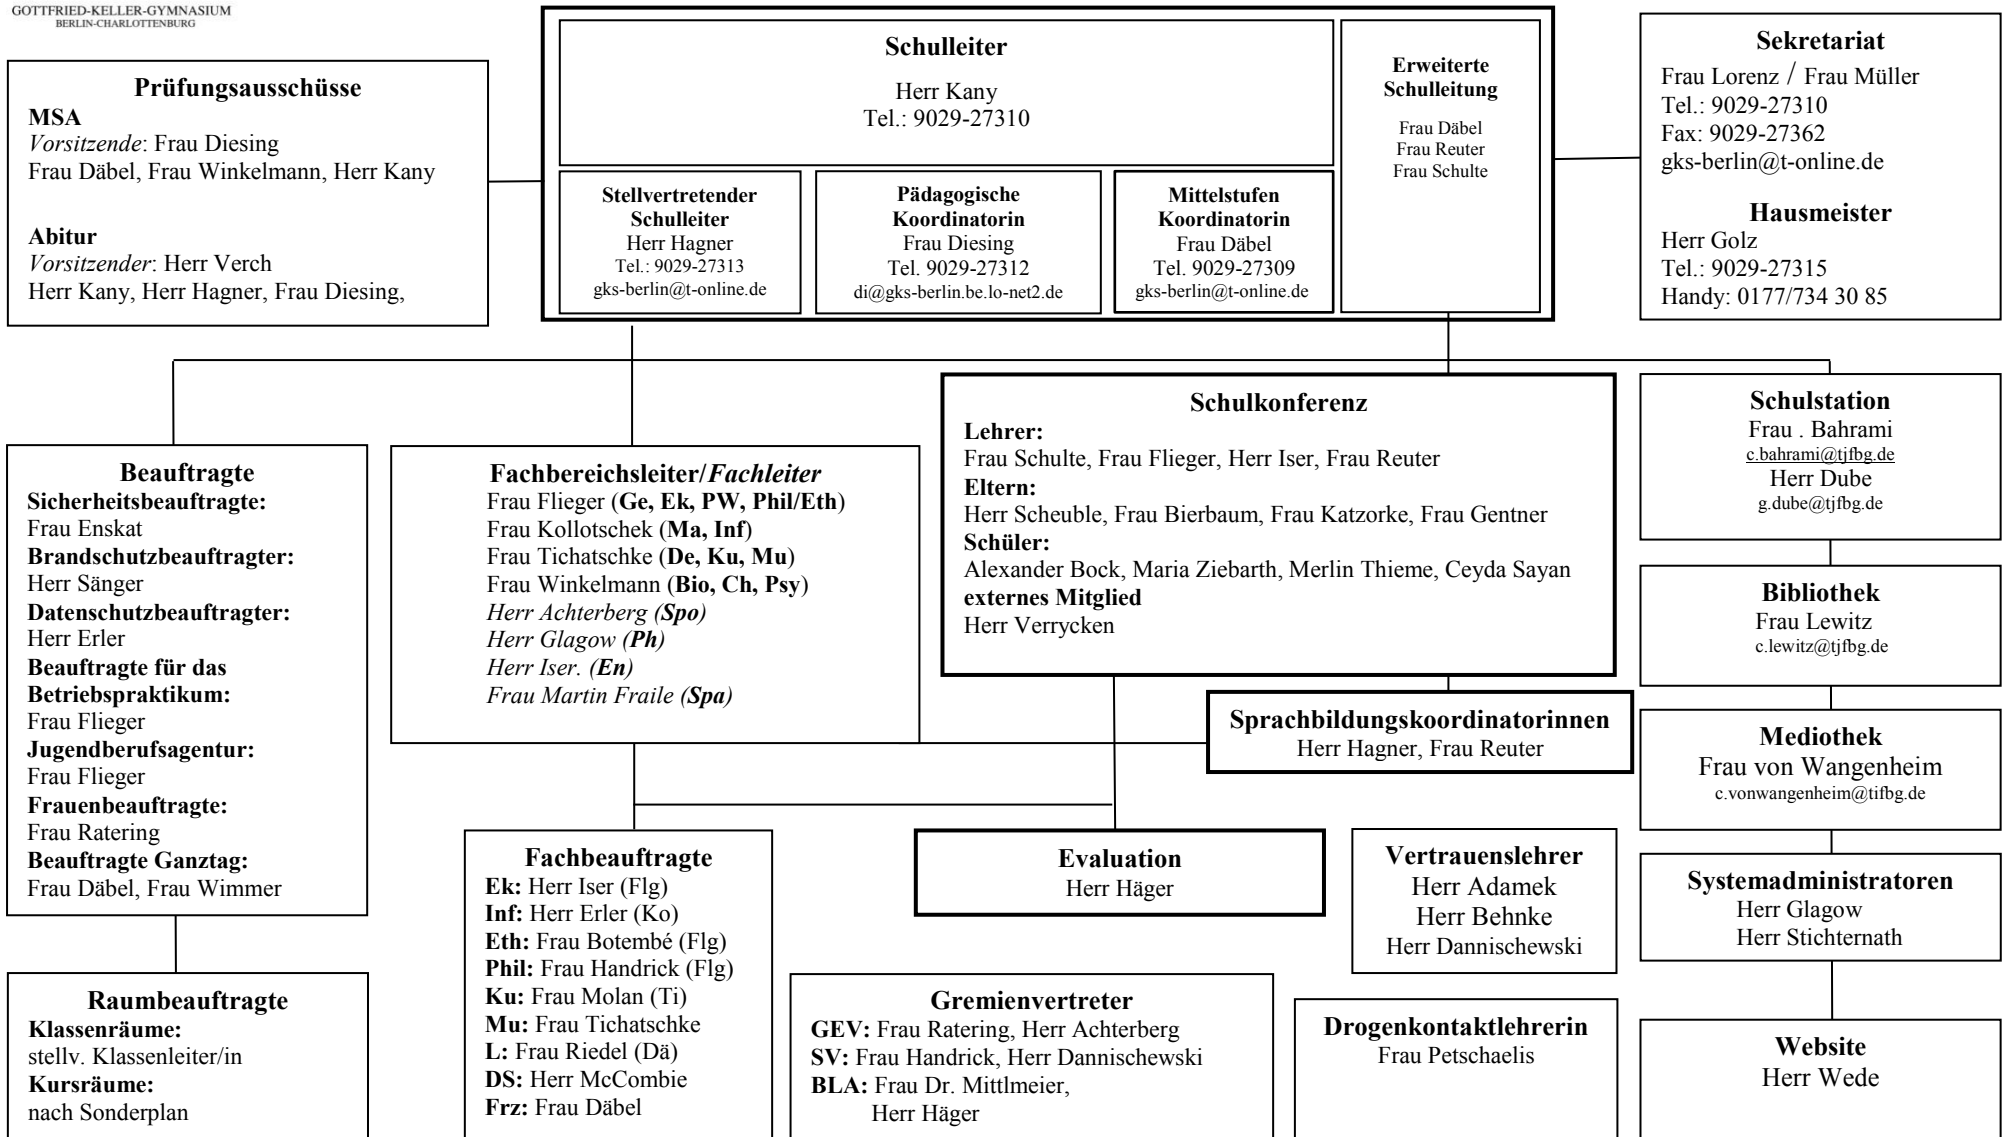 GOTTFRIED-KELLER-GYMNASIUM
BERLIN-CHARLOTTENBURG
Prüfungsausschüsse
MSA
Vorsitzende: Frau Diesing
Frau Däbel, Frau Winkelmann, Herr Kany
Abitur
Vorsitzender: Herr Verch
Herr Kany, Herr Hagner, Frau Diesing,
Schulleiter
Herr Kany
Tel.: 9029-27310
Stellvertretender
Schulleiter
Herr Hagner
Tel.: 9029-27313
gks-berlin@t-online.de
Pädagogische
Koordinatorin
Frau Diesing
Tel. 9029-27312
di@gks-berlin.be.lo-net2.de
Mittelstufen
Koordinatorin
Frau Däbel
Tel. 9029-27309
gks-berlin@t-online.de
Erweiterte
Schulleitung
Frau Däbel
Frau Reuter
Frau Schulte
Sekretariat
Frau Lorenz / Frau Müller
Tel.: 9029-27310
Fax: 9029-27362
gks-berlin@t-online.de
Hausmeister
Herr Golz
Tel.: 9029-27315
Handy: 0177/734 30 85
Beauftragte
Sicherheitsbeauftragte:
Frau Enskat
Brandschutzbeauftragter:
Herr Sänger
Datenschutzbeauftragter:
Herr Erler
Beauftragte für das
Betriebspraktikum:
Frau Flieger
Jugendberufsagentur:
Frau Flieger
Frauenbeauftragte:
Frau Ratering
Beauftragte Ganztag:
Frau Däbel, Frau Wimmer
Fachbereichsleiter/Fachleiter
Frau Flieger (Ge, Ek, PW, Phil/Eth)
Frau Kollotschek (Ma, Inf)
Frau Tichatschke (De, Ku, Mu)
Frau Winkelmann (Bio, Ch, Psy)
Herr Achterberg (Spo)
Herr Glagow (Ph)
Herr Iser. (En)
Frau Martin Fraile (Spa)
Schulkonferenz
Lehrer:
Frau Schulte, Frau Flieger, Herr Iser, Frau Reuter
Eltern:
Herr Scheuble, Frau Bierbaum, Frau Katzorke, Frau Gentner
Schüler:
Alexander Bock, Maria Ziebarth, Merlin Thieme, Ceyda Sayan
externes Mitglied
Herr Verrycken
Sprachbildungskoordinatorinnen
Herr Hagner, Frau Reuter
Schulstation
Frau . Bahrami
c.bahrami@tjfbg.de
Herr Dube
g.dube@tjfbg.de
Bibliothek
Frau Lewitz
c.lewitz@tjfbg.de
Mediothek
Frau von Wangenheim
c.vonwangenheim@tifbg.de
Systemadministratoren
Herr Glagow
Herr Stichternath
Website
Herr Wede
Raumbeauftragte
Klassenräume:
stellv. Klassenleiter/in
Kursräume:
nach Sonderplan
Fachbeauftragte
Ek: Herr Iser (Flg)
Inf: Herr Erler (Ko)
Eth: Frau Botembé (Flg)
Phil: Frau Handrick (Flg)
Ku: Frau Molan (Ti)
Mu: Frau Tichatschke
L: Frau Riedel (Dä)
DS: Herr McCombie
Frz: Frau Däbel
Evaluation
Herr Häger
Vertrauenslehrer
Herr Adamek
Herr Behnke
Herr Dannischewski
Gremienvertreter
GEV: Frau Ratering, Herr Achterberg
SV: Frau Handrick, Herr Dannischewski
BLA: Frau Dr. Mittlmeier,
Herr Häger
Drogenkontaktlehrerin
Frau Petschaelis